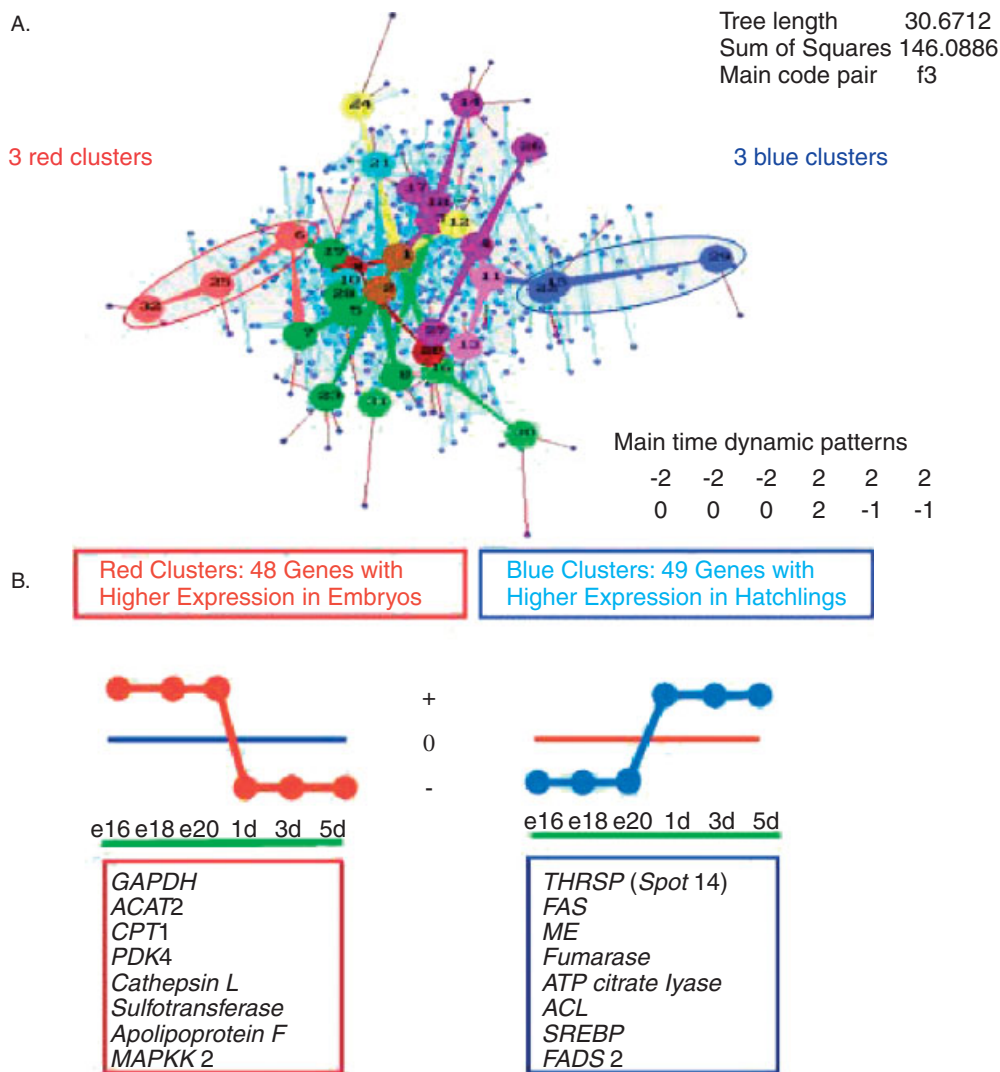 A.
Tree length 30.6712
Sum of Squares 146.0886
Main code pair f3
3 red clusters
3 blue clusters
24
14
26
21
17
18
12
6
19
1
11
25
10
2
29
32
28
5
7
27
13
16
23
31
30
Main time dynamic patterns
-2 -2 -2 2 2 2
0 0 0 2 -1 -1
B.
Red Clusters: 48 Genes with
Higher Expression in Embryos
Blue Clusters: 49 Genes with
Higher Expression in Hatchlings
+
0
-
e16 e18 e20 1d 3d 5d
e16 e18 e20 1d 3d 5d
GAPDH
ACAT2
CPT1
PDK4
Cathepsin L
Sulfotransferase
Apolipoprotein F
MAPKK 2
THRSP (Spot 14)
FAS
ME
Fumarase
ATP citrate lyase
ACL
SREBP
FADS 2